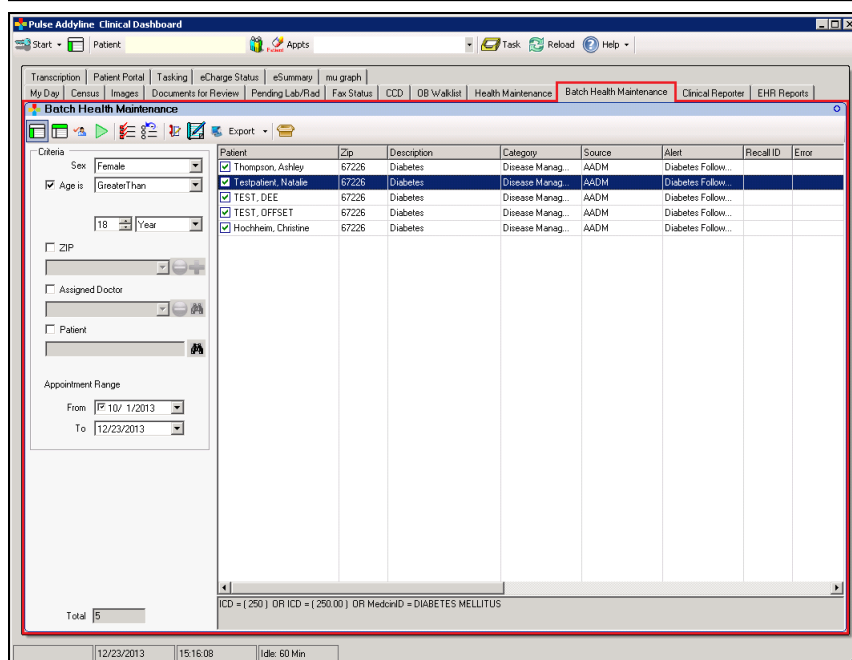 Pulse Addyline Clinical Dashboard
Start Patient Patient Appts Task Reload Help
Transcription Patient Portal Tasking eCharge Status eSummary mu graph
My Day Census Images Documents for Review Pending Lab/Rad Fax Status CCD OB Walklist Health Maintenance Batch Health Maintenance Clinical Reporter EHR Reports
Batch Health Maintenance
Export
Criteria
Sex Female
Age is GreaterThan
18 Year
ZIP
Assigned Doctor
Patient
Appointment Range
From 10/ 1/2013
To 12/23/2013
Total 5
Patient Zip Description Category Source Alert Recall ID Error
Thompson, Ashley 67226 Diabetes Disease Manag... AADM Diabetes Follow...
Testpatient, Natalie 67226 Diabetes Disease Manag... AADM Diabetes Follow...
TEST, DEE 67226 Diabetes Disease Manag... AADM Diabetes Follow...
TEST, OFFSET 67226 Diabetes Disease Manag... AADM Diabetes Follow...
Hochheim, Christine 67226 Diabetes Disease Manag... AADM Diabetes Follow...
ICD = ( 250 ) OR ICD = ( 250.00 ) OR MedcinID = DIABETES MELLITUS
12/23/2013 15:16:08 Idle: 60 Min